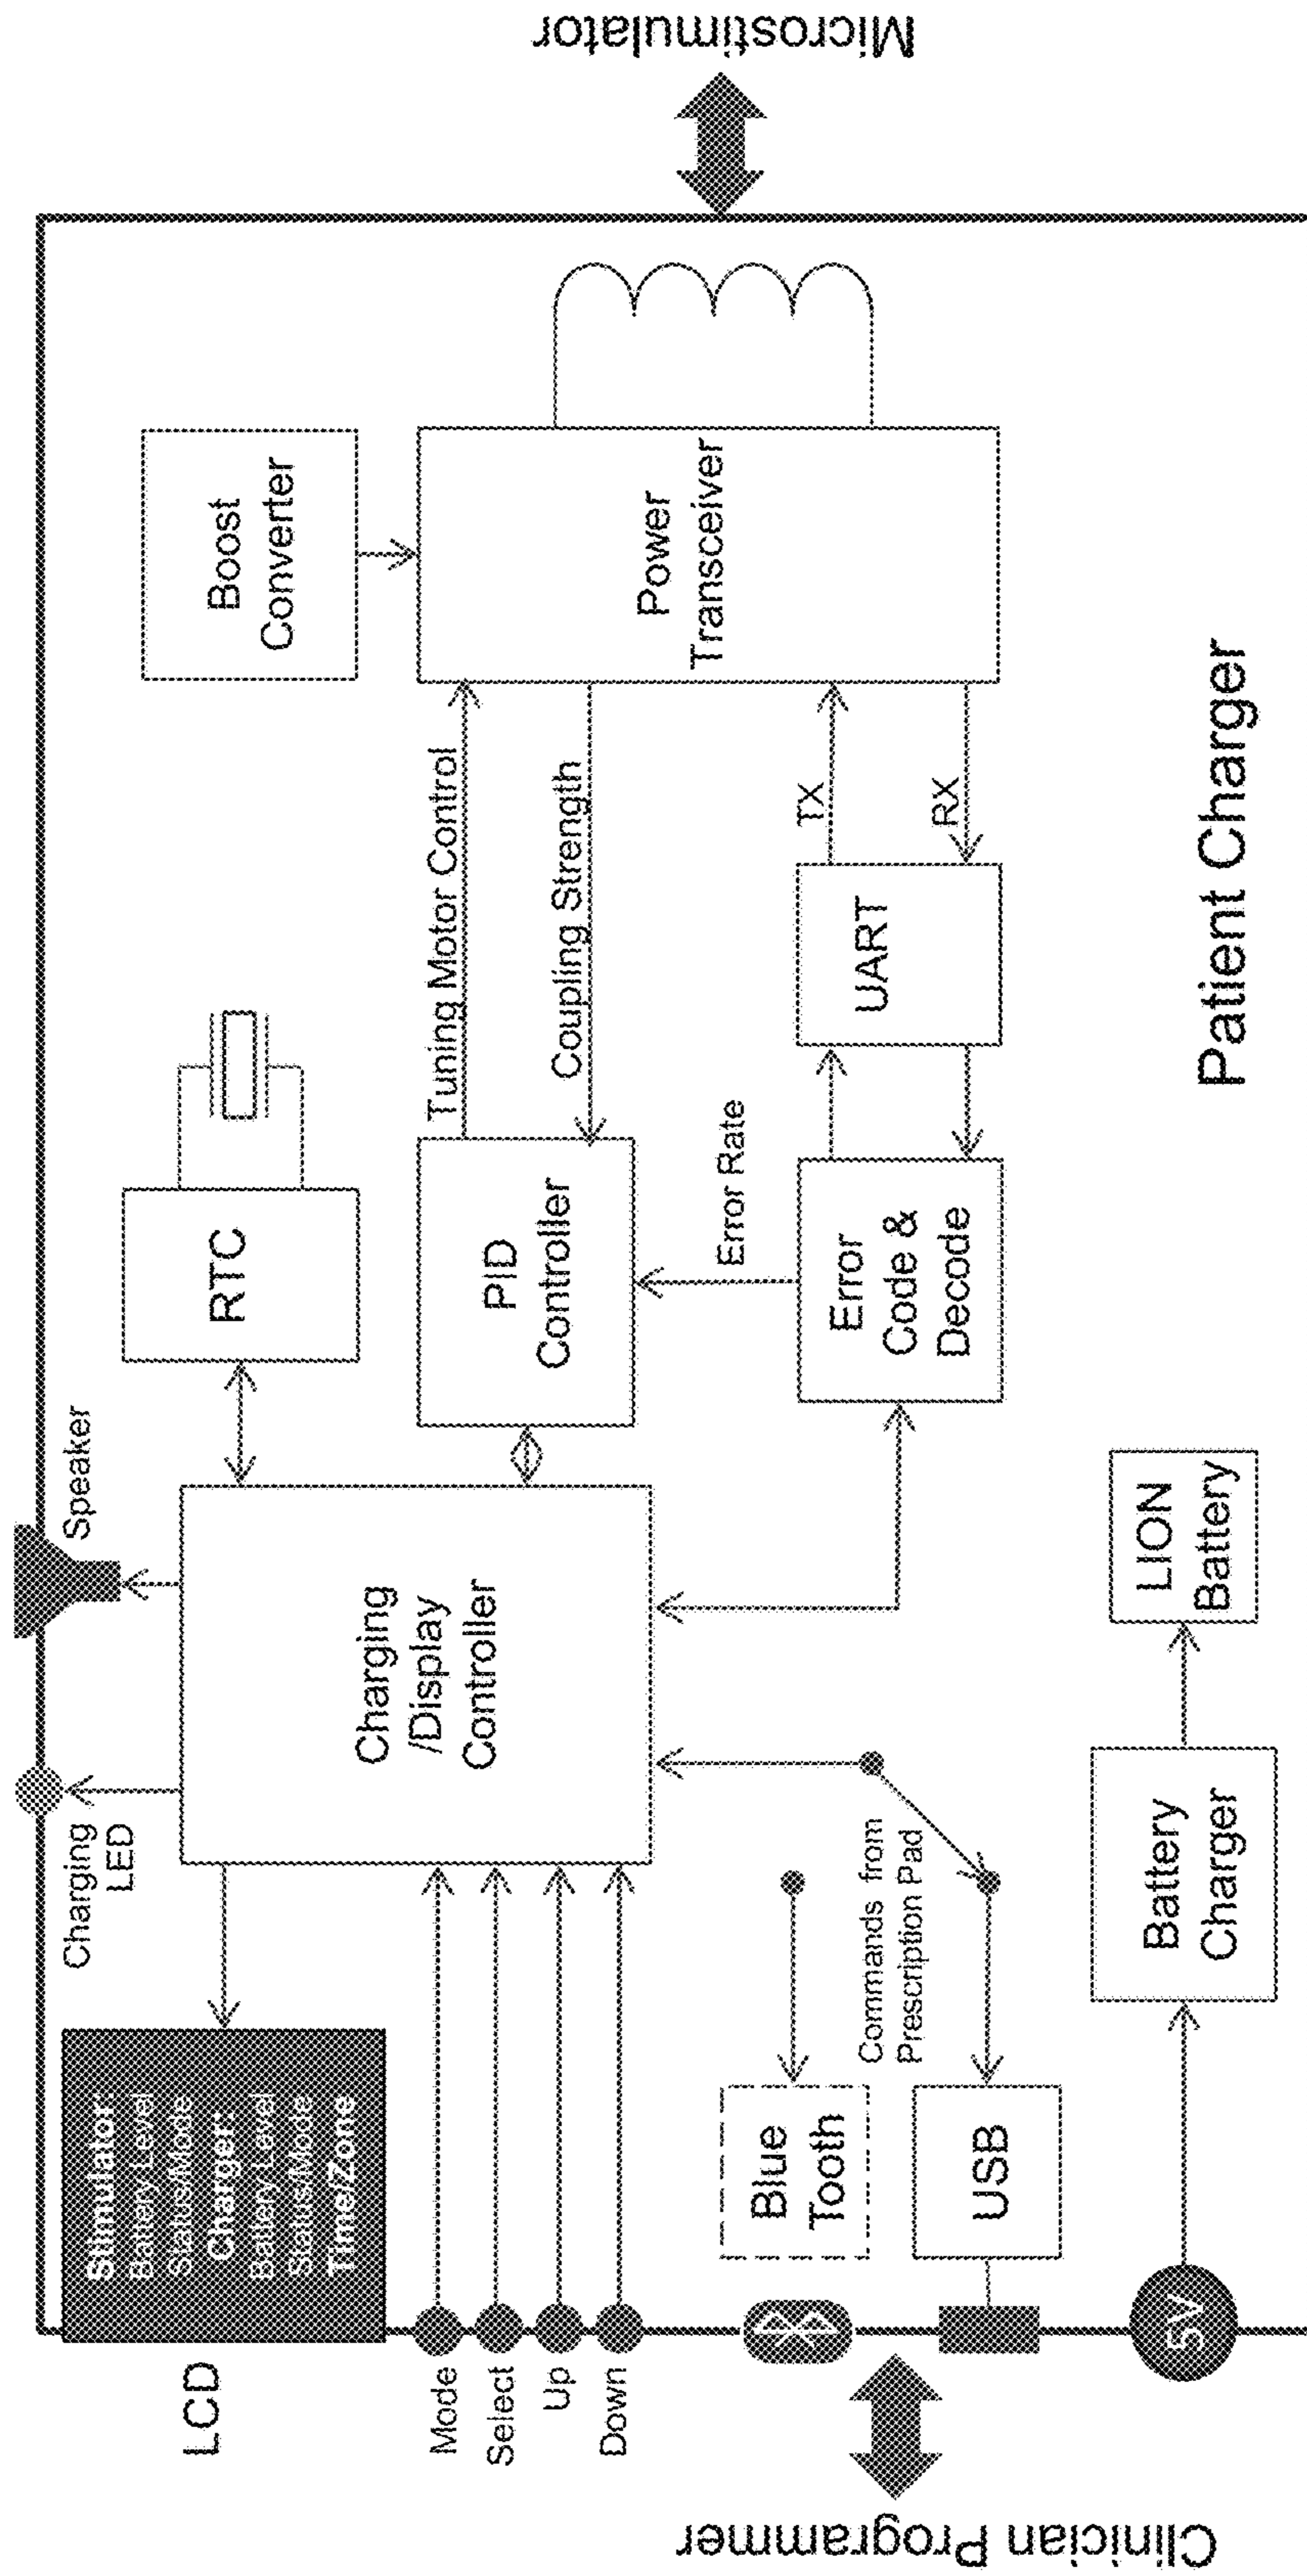 Clinician Programmer
LCD
Stimulator:
Battery Level
Status/Mode
Charger:
Battery Level
Status/Mode
Time/Zone
Charging
LED
Speaker
Mode
Select
Up
Down
Charging
/Display
Controller
RTC
Boost
Converter
PID
Controller
Tuning Motor Control
Coupling Strength
Power
Transceiver
Error Rate
Error
Code &
Decode
UART
TX
RX
Blue
Tooth
Commands from
Prescription Pad
USB
5V
Battery
Charger
LION
Battery
Patient Charger
Microstimulator